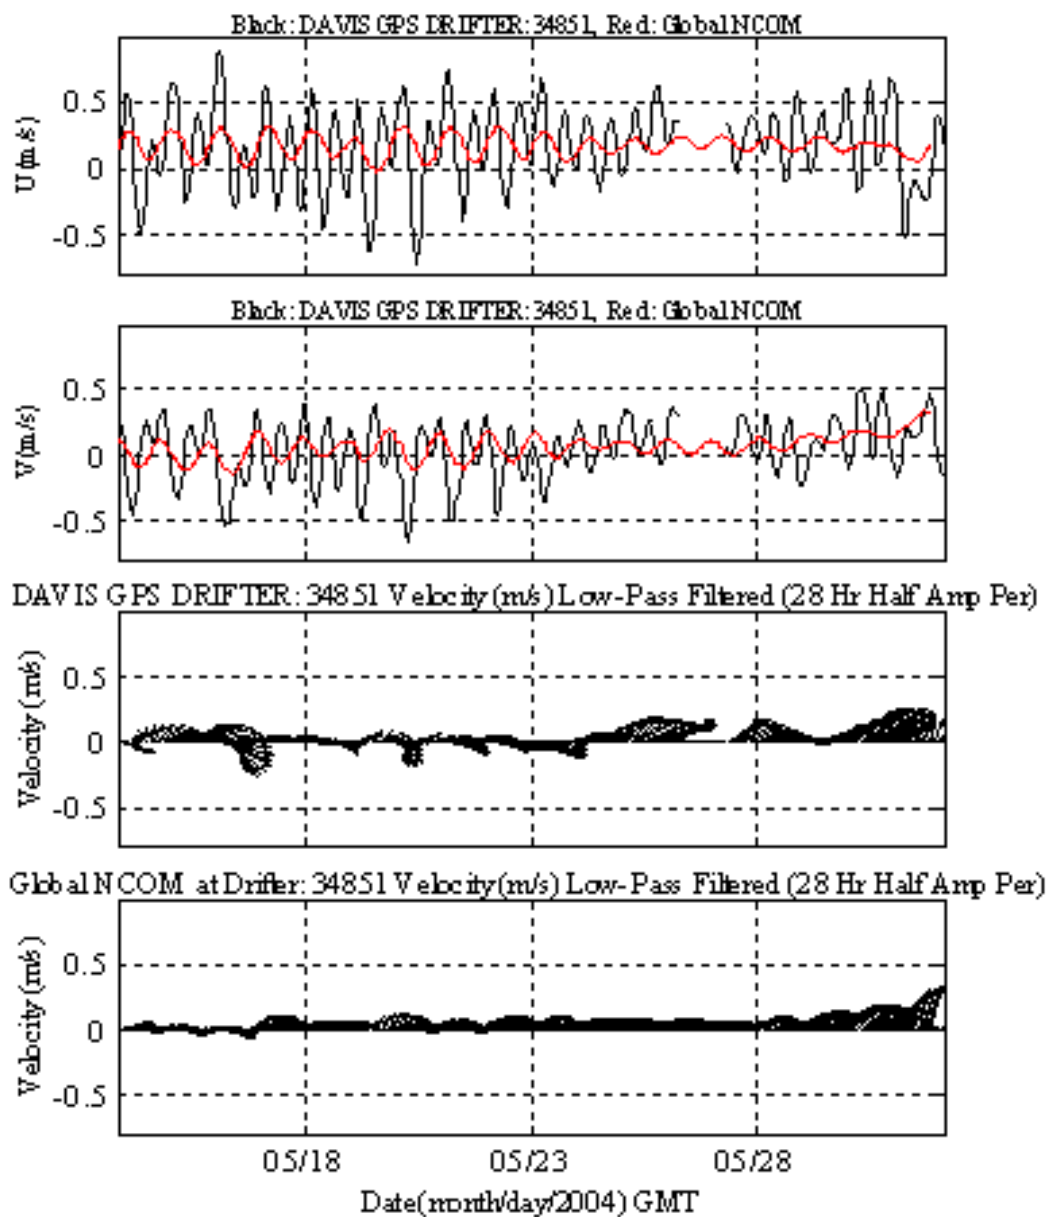 Black: DAVIS GPS DRIFTER: 34851, Red: Global NCOM
0.5
0
-0.5
U(m/s)
Black: DAVIS GPS DRIFTER: 34851, Red: Global NCOM
0.5
0
-0.5
V(m/s)
DAVIS GPS DRIFTER: 34851 Velocity (m/s) Low-Pass Filtered (28 Hr Half Amp Per)
0.5
0
-0.5
Velocity (m/s)
Global NCOM at Drifter: 34851 Velocity (m/s) Low-Pass Filtered (28 Hr Half Amp Per)
0.5
0
-0.5
Velocity (m/s)
05/18 05/23 05/28
Date(month/day/2004) GMT